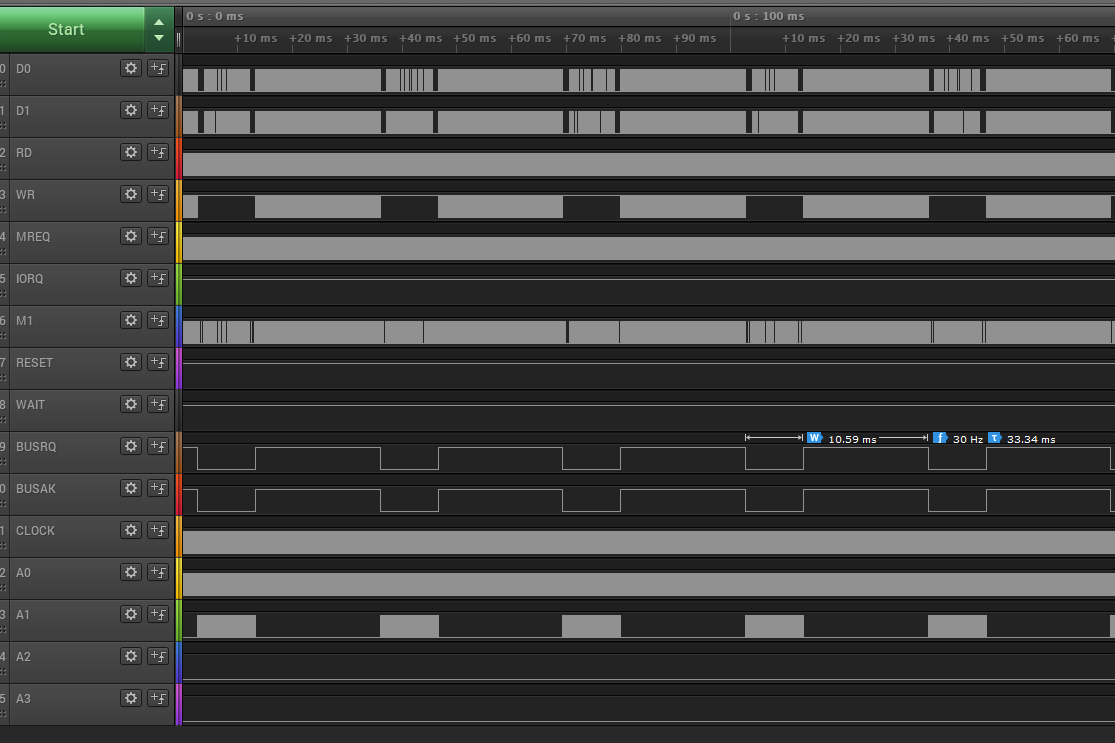 Start
0 s : 0 ms 0 s : 100 ms
+10 ms +20 ms +30 ms +40 ms +50 ms +60 ms +70 ms +80 ms +90 ms +10 ms +20 ms +30 ms +40 ms +50 ms +60 ms
0 D0
1 D1
2 RD
3 WR
4 MREQ
5 IORQ
6 M1
7 RESET
8 WAIT
W 10.59 ms f 30 Hz T 33.34 ms
9 BUSRQ
0 BUSAK
1 CLOCK
2 A0
3 A1
4 A2
5 A3